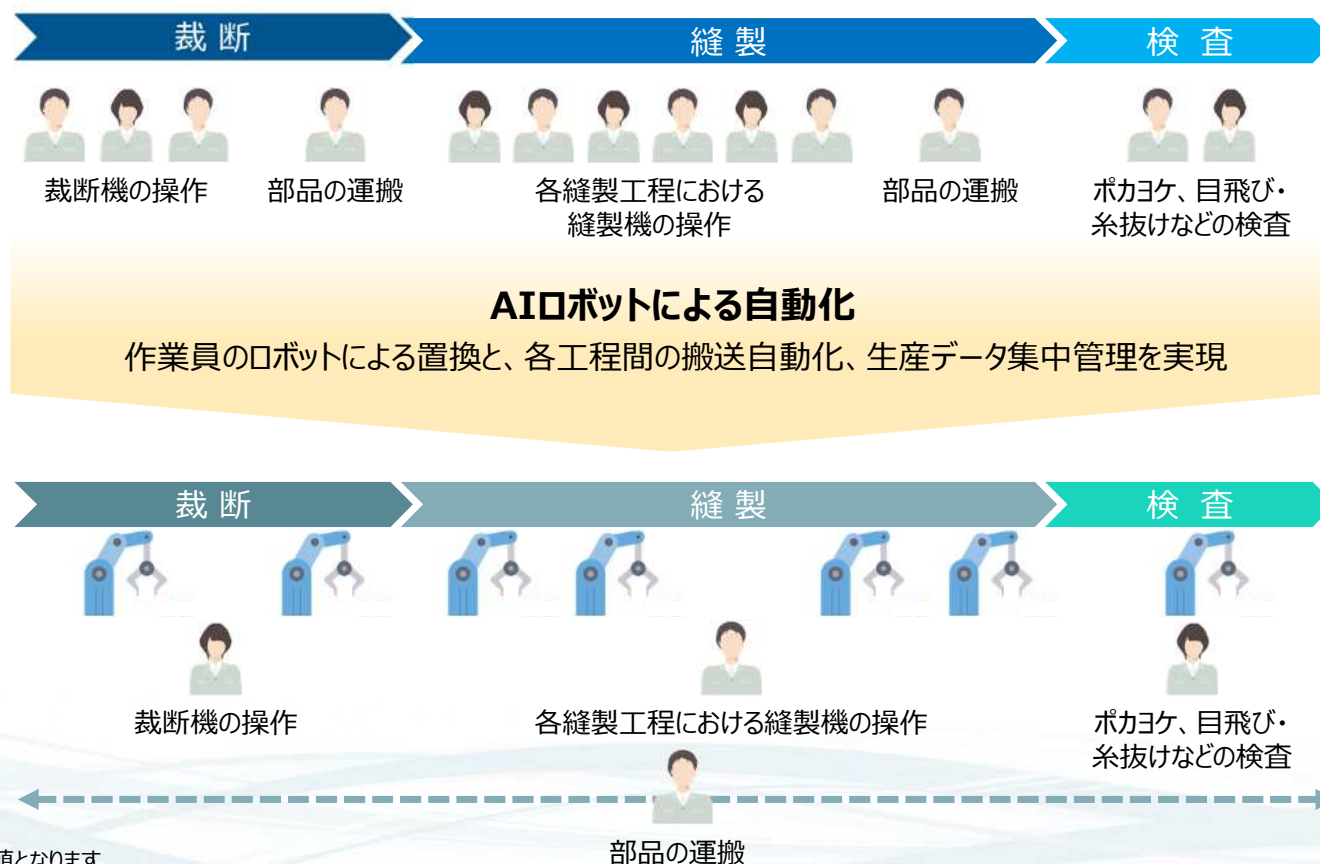 裁 断
縫 製
検 査
裁断機の操作
部品の運搬
各縫製工程における
縫製機の操作
部品の運搬
ポカヨケ、目飛び・
糸抜けなどの検査
AIロボットによる自動化
作業員のロボットによる置換と、各工程間の搬送自動化、生産データ集中管理を実現
裁 断
縫 製
検 査
裁断機の操作
各縫製工程における縫製機の操作
ポカヨケ、目飛び・
糸抜けなどの検査
部品の運搬
となります